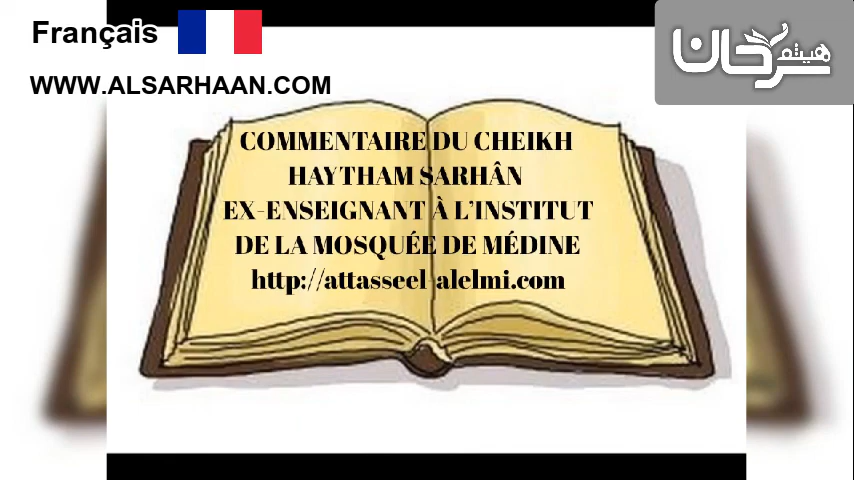 Français
WWW.ALSARHAAN.COM
هيثم
سرحان
COMMENTAIRE DU CHEIKH
HAYTHAM SARHÂN
EX-ENSEIGNANT À L’INSTITUT
DE LA MOSQUÉE DE MÉDINE
http://attasseel-alelmi.com